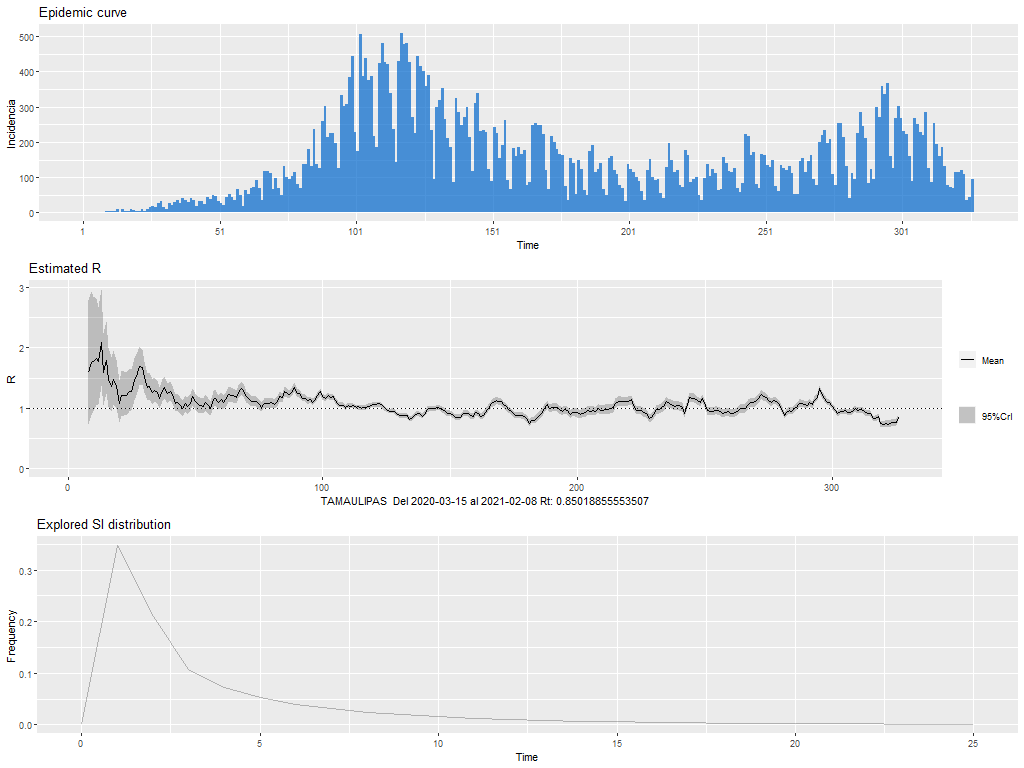 Epidemic curve
500
400
300
200
100
0
Incidencia
1 51 101 151 201 251 301
Time
Estimated R
3
2
1
0
R
Mean
95%CrI
0 100 200 300
TAMAULIPAS Del 2020-03-15 al 2021-02-08 Rt: 0.85018855553507
Explored SI distribution
0.3
0.2
0.1
0.0
Frequency
0 5 10 15 20 25
Time